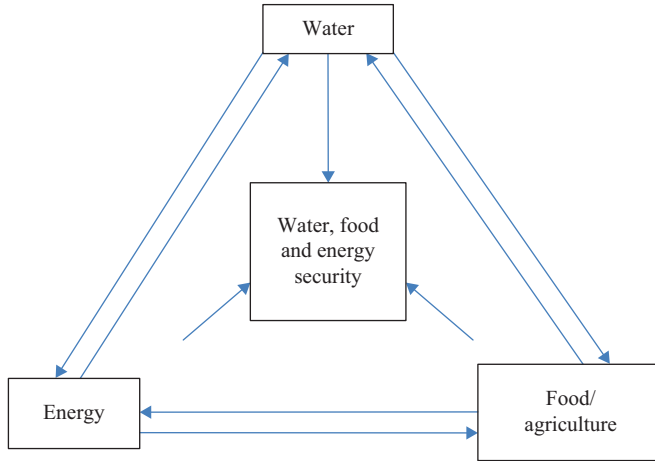 Water
Water, food
and energy
security
Energy
Food/
agriculture